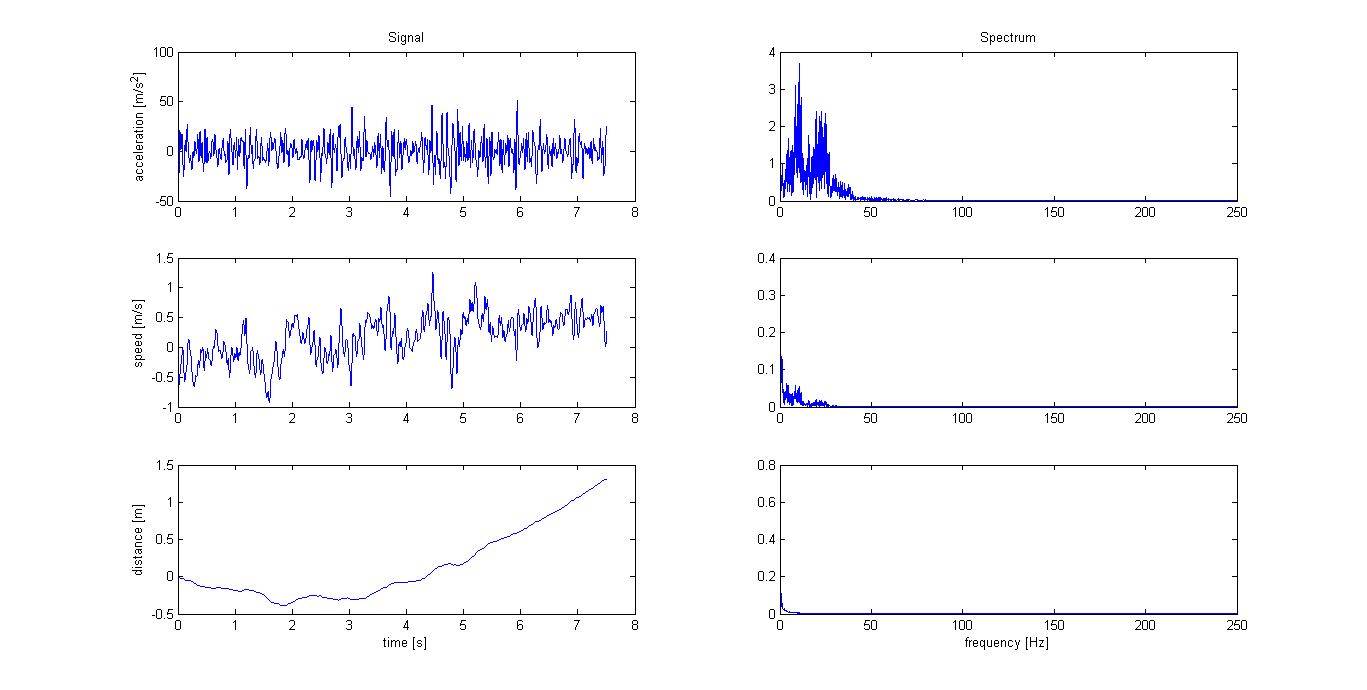 Signal
acceleration [m/s²]
100
50
0
-50
0 1 2 3 4 5 6 7 8
Spectrum
4
3
2
1
0
0 50 100 150 200 250
speed [m/s]
1.5
1
0.5
0
-0.5
-1
0 1 2 3 4 5 6 7 8
0.4
0.3
0.2
0.1
0
0 50 100 150 200 250
distance [m]
1.5
1
0.5
0
-0.5
0 1 2 3 4 5 6 7 8
time [s]
0.8
0.6
0.4
0.2
0
0 50 100 150 200 250
frequency [Hz]